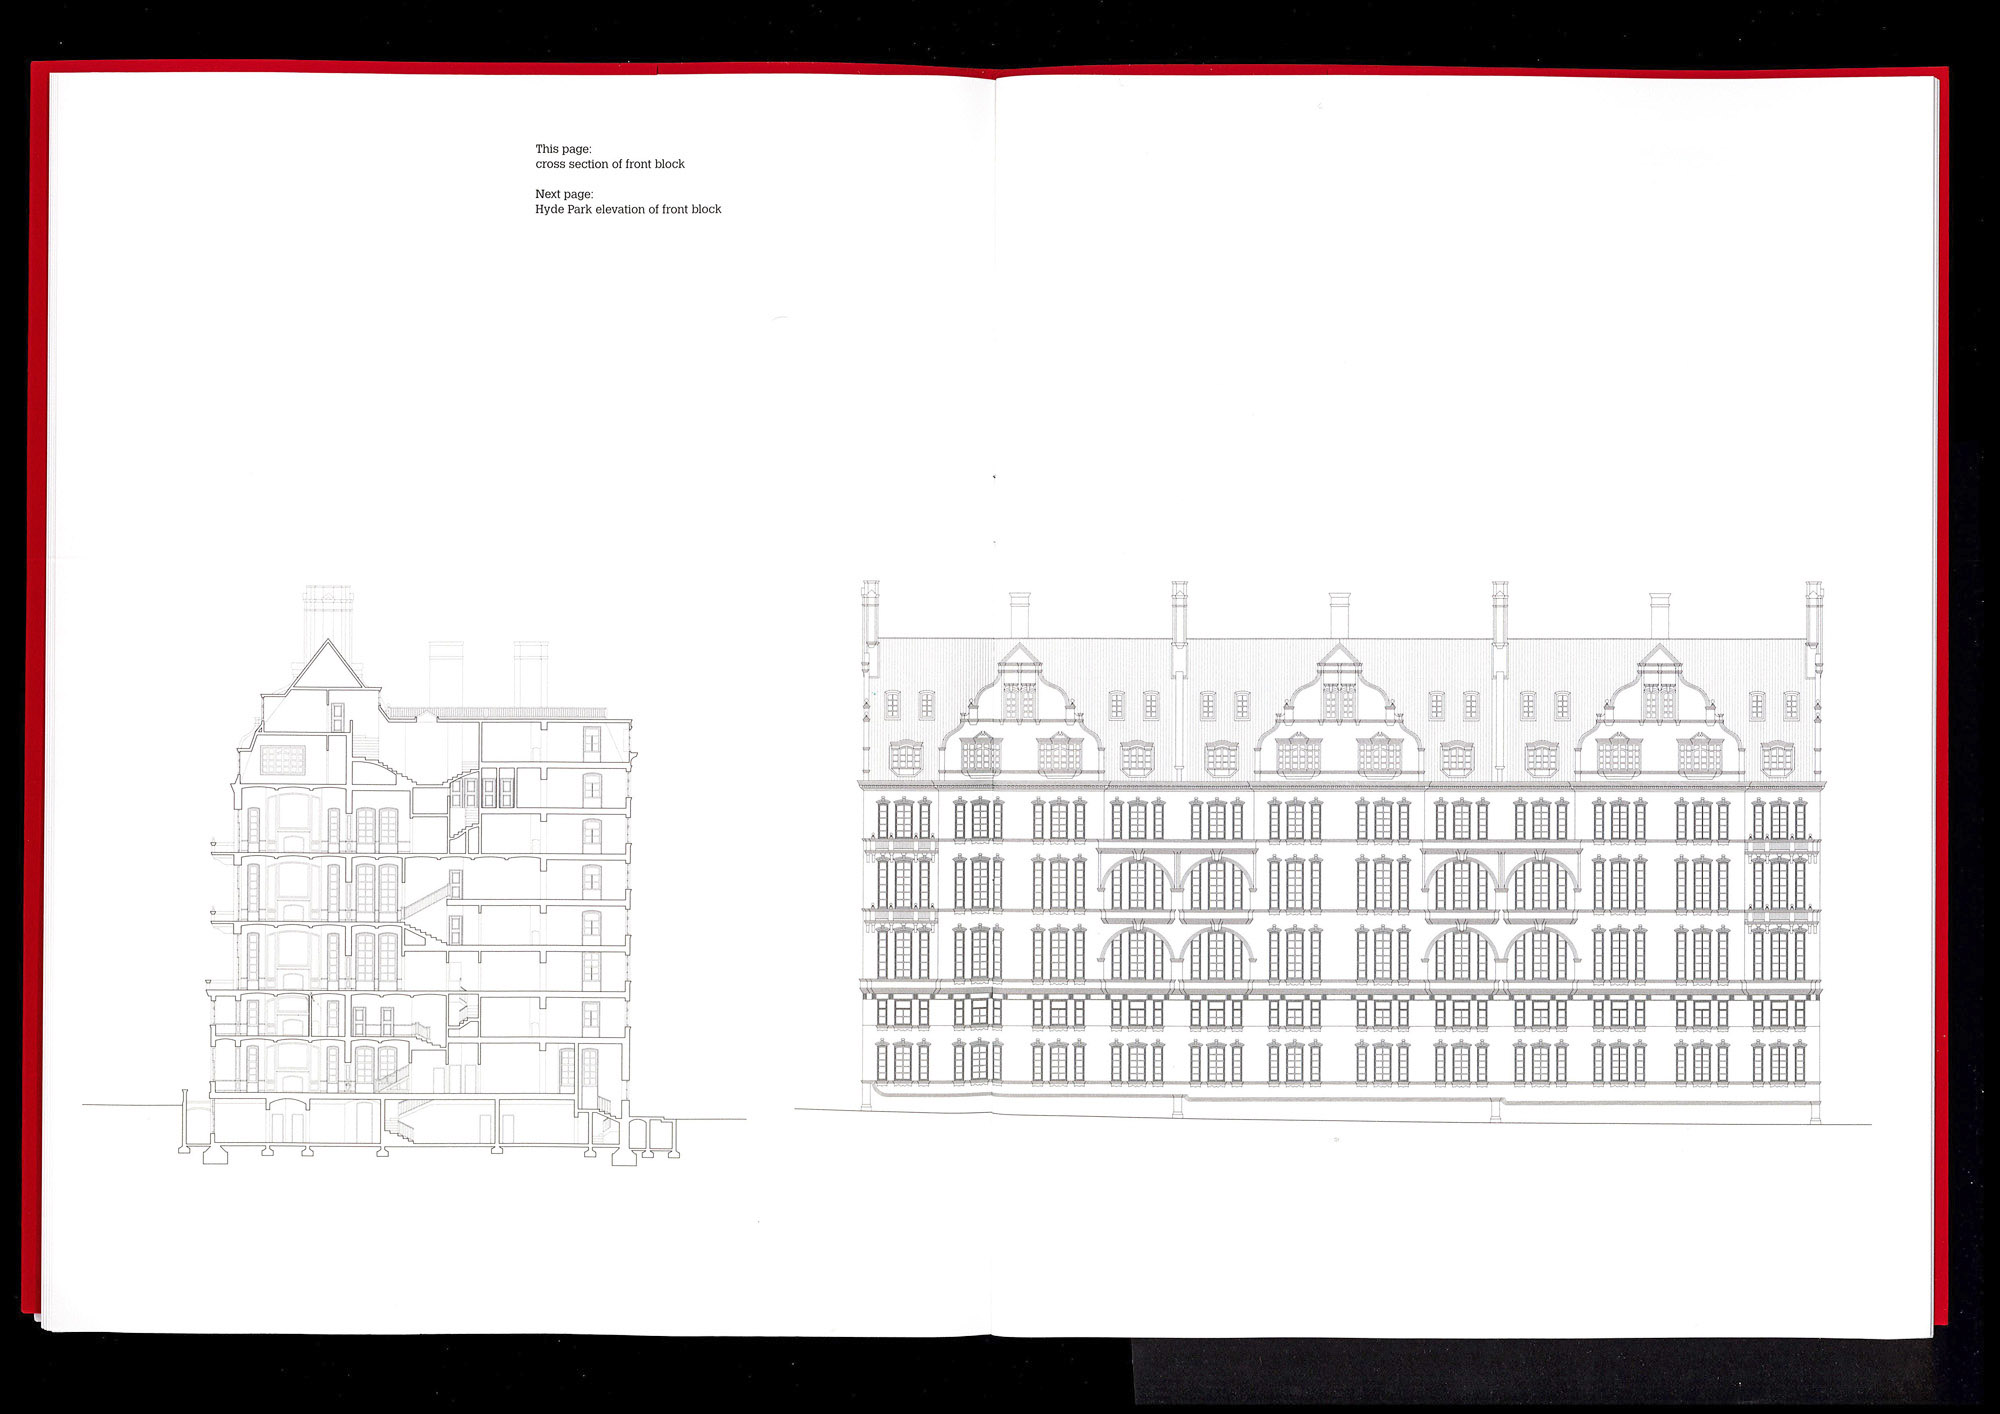 This page:
cross section of front block
Next page:
Hyde Park elevation of front block